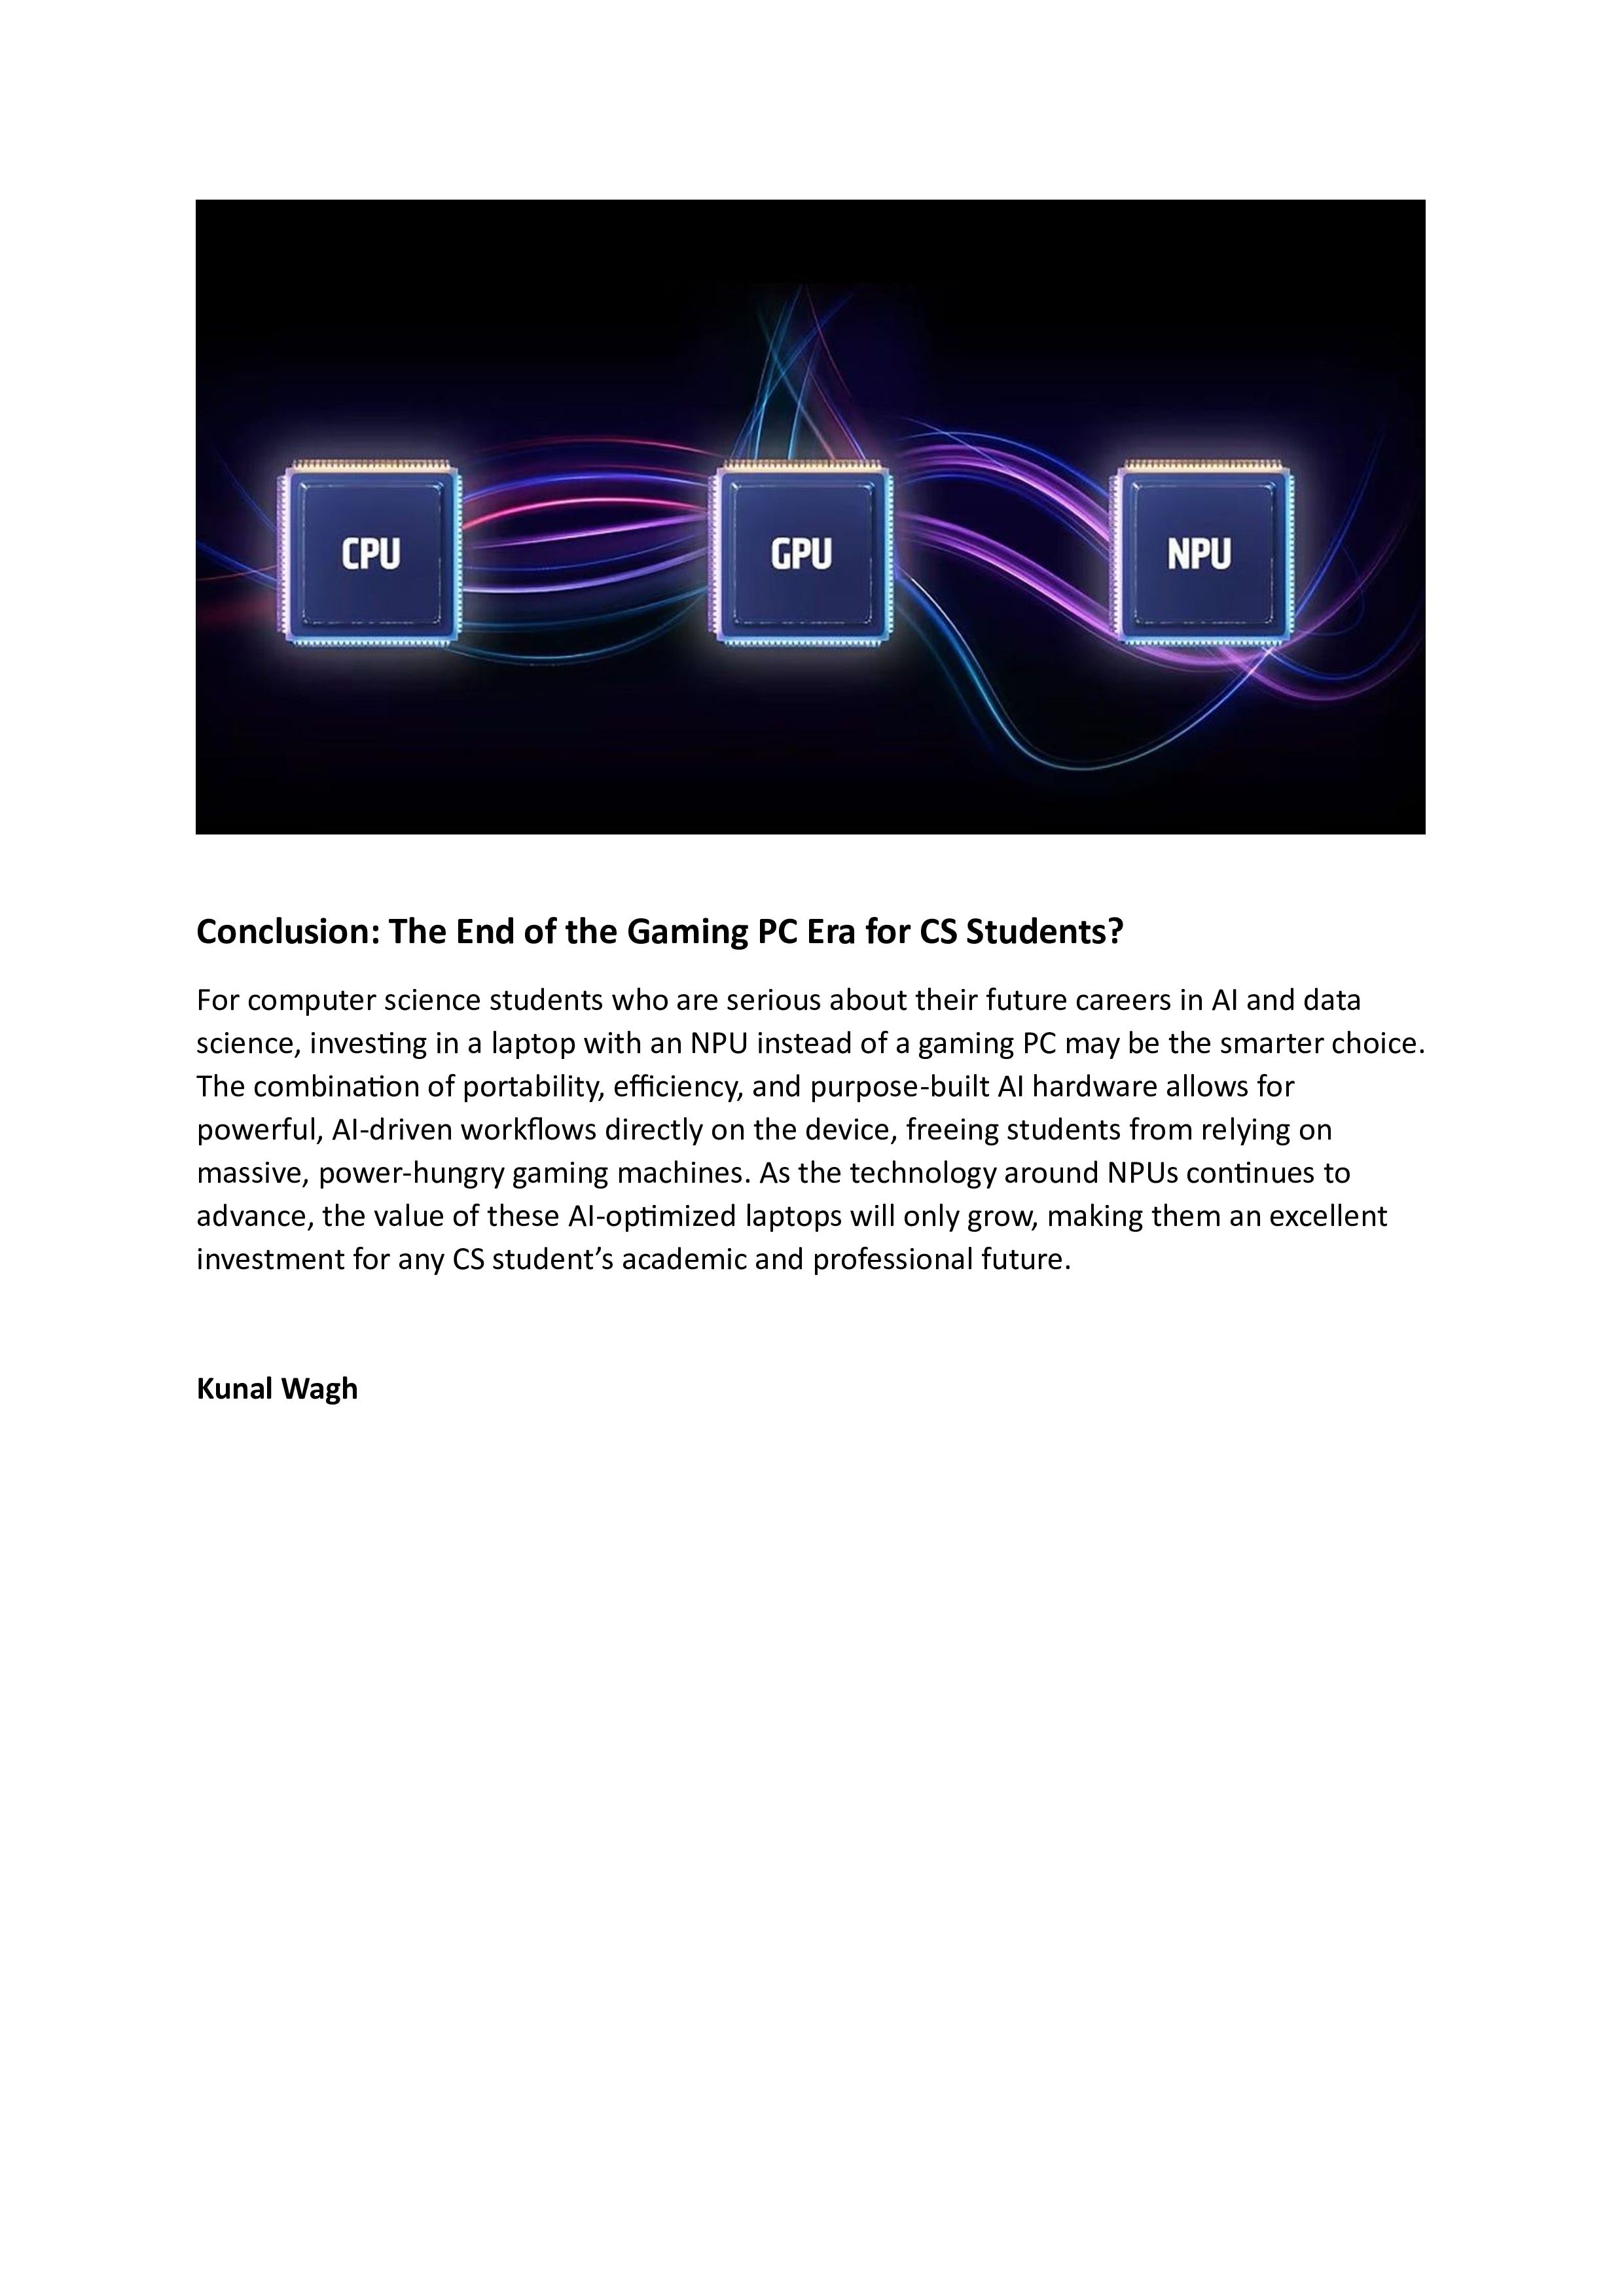 CPU
GPU
NPU
Conclusion: The End of the Gaming PC Era for CS Students?
For computer science students who are serious about their future careers in AI and data
science, investing in a laptop with an NPU instead of a gaming PC may be the smarter choice.
The combination of portability, efficiency, and purpose-built AI hardware allows for
powerful, AI-driven workflows directly on the device, freeing students from relying on
massive, power-hungry gaming machines. As the technology around NPUs continues to
advance, the value of these AI-optimized laptops will only grow, making them an excellent
investment for any CS student’s academic and professional future.
Kunal Wagh